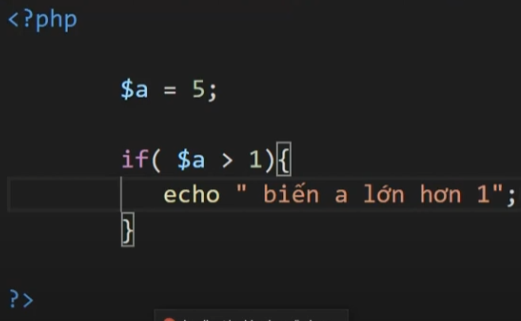 <?php
$a = 5;
if( $a > 1){
echo " biến a lớn hơn 1";
}
?>